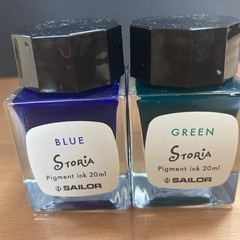 BLUE
STORiA
Pigment ink 20ml
SAILOR
GREEN
STORiA
Pigment ink 20ml
SAILOR